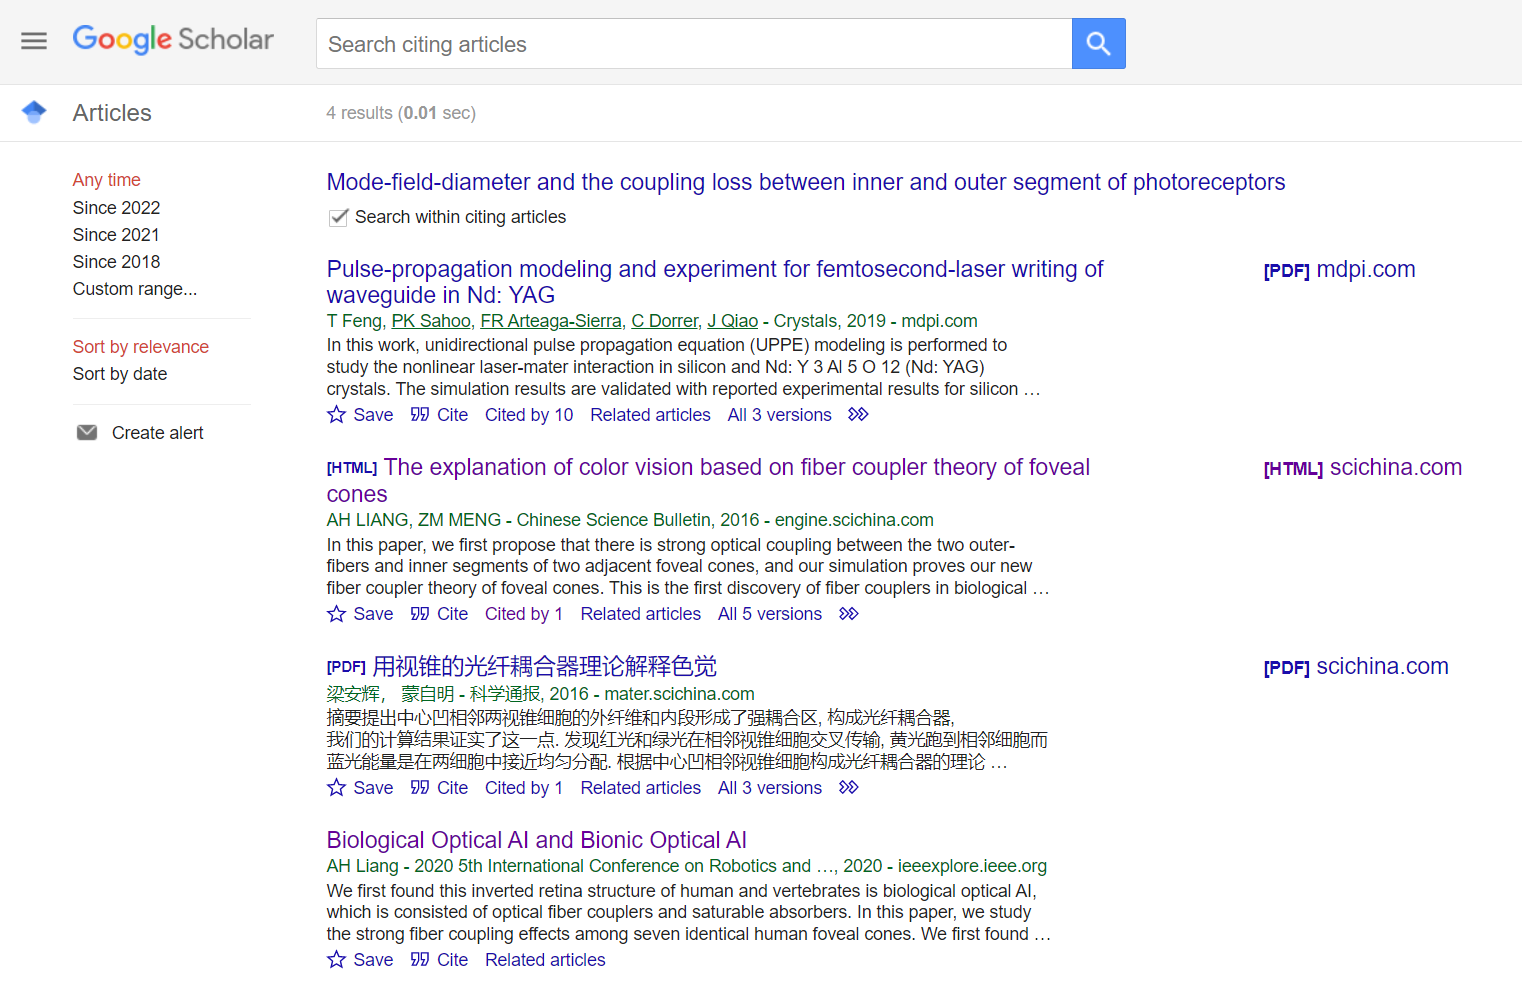 Google Scholar
Search citing articles
Articles
4 results (0.01 sec)
Any time
Since 2022
Since 2021
Since 2018
Custom range...
Sort by relevance
Sort by date
Create alert
Mode-field-diameter and the coupling loss between inner and outer segment of photoreceptors
Search within citing articles
Pulse-propagation modeling and experiment for femtosecond-laser writing of
waveguide in Nd: YAG
[PDF] mdpi.com
T Feng, PK Sahoo, FR Arteaga-Sierra, C Dorrer, J Qiao - Crystals, 2019 - mdpi.com
In this work, unidirectional pulse propagation equation (UPPE) modeling is performed to
study the nonlinear laser-mater interaction in silicon and Nd: Y 3 Al 5 O 12 (Nd: YAG)
crystals. The simulation results are validated with reported experimental results for silicon …
Save Cite Cited by 10 Related articles All 3 versions
[HTML] The explanation of color vision based on fiber coupler theory of foveal
cones
[HTML] scichina.com
AH LIANG, ZM MENG - Chinese Science Bulletin, 2016 - engine.scichina.com
In this paper, we first propose that there is strong optical coupling between the two outer-
fibers and inner segments of two adjacent foveal cones, and our simulation proves our new
fiber coupler theory of foveal cones. This is the first discovery of fiber couplers in biological …
Save Cite Cited by 1 Related articles All 5 versions
[PDF] 用视锥的光纤耦合器理论解释色觉
[PDF] scichina.com
梁安辉， 蒙自明 - 科学通报, 2016 - mater.scichina.com
摘要提出中心凹相邻两视锥细胞的外纤维和内段形成了强耦合区, 构成光纤耦合器,
我们的计算结果证实了这一点. 发现红光和绿光在相邻视锥细胞交叉传输, 黄光跑到相邻细胞而
蓝光能量是在两细胞中接近均匀分配. 根据中心凹相邻视锥细胞构成光纤耦合器的理论 …
Save Cite Cited by 1 Related articles All 3 versions
Biological Optical AI and Bionic Optical AI
AH Liang - 2020 5th International Conference on Robotics and …, 2020 - ieeexplore.ieee.org
We first found this inverted retina structure of human and vertebrates is biological optical AI,
which is consisted of optical fiber couplers and saturable absorbers. In this paper, we study
the strong fiber coupling effects among seven identical human foveal cones. We first found …
Save Cite Related articles